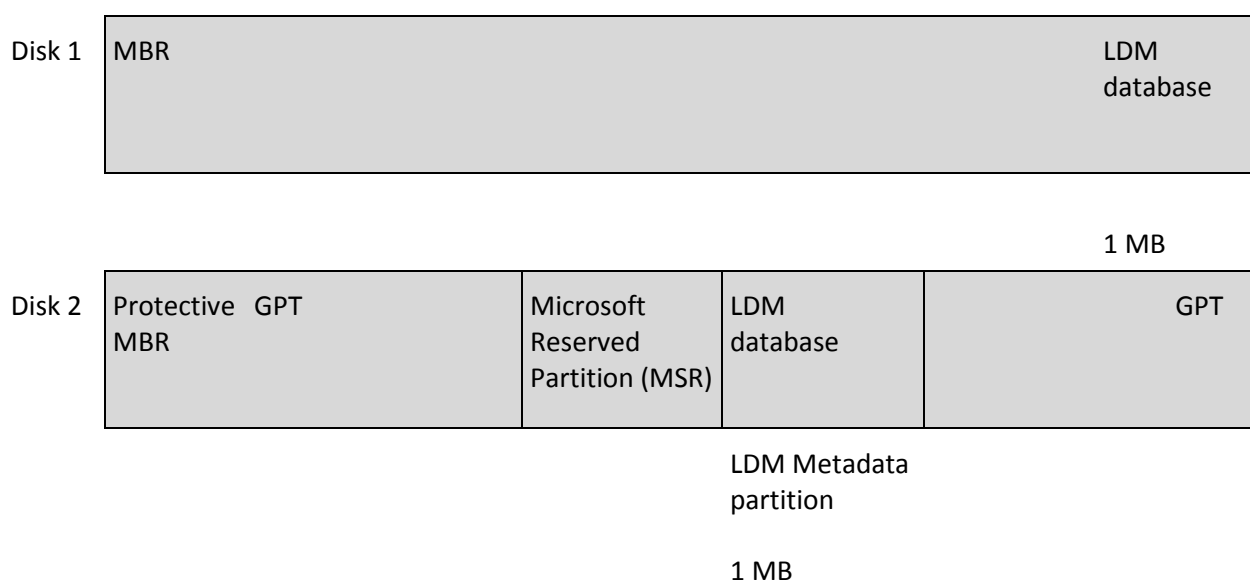 Disk 1 MBR LDM
database
1 MB
Disk 2 Protective GPT Microsoft LDM GPT
MBR Reserved database
Partition (MSR)
LDM Metadata
partition
1 MB